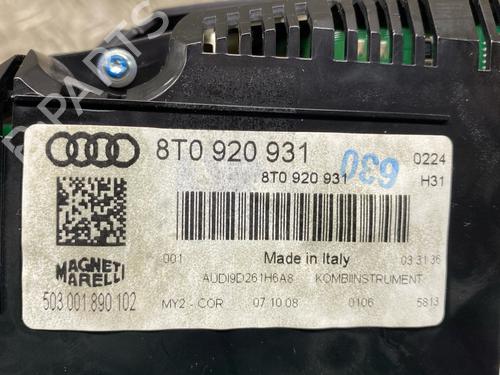 B PARTS
8T0 920 931
630
0224
8T0 920 931
H31
001
Made in Italy
03 31 36
AUDI9D261H6A8
KOMBIINSTRUMENT
MAGNETI
MARELLI
503 001 890 102
MY2 - COR
07 10 08
0106
5813